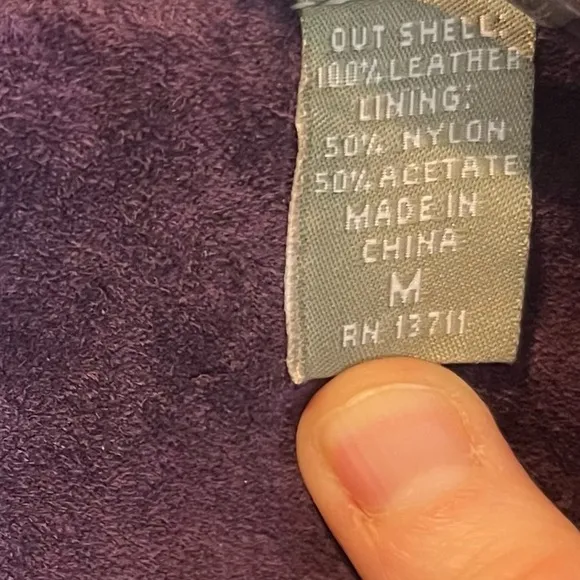 OUT SHELL:
100% LEATHER
LINING:
50% NYLON
50% ACETATE
MADE IN
CHINA
M
RN 13711